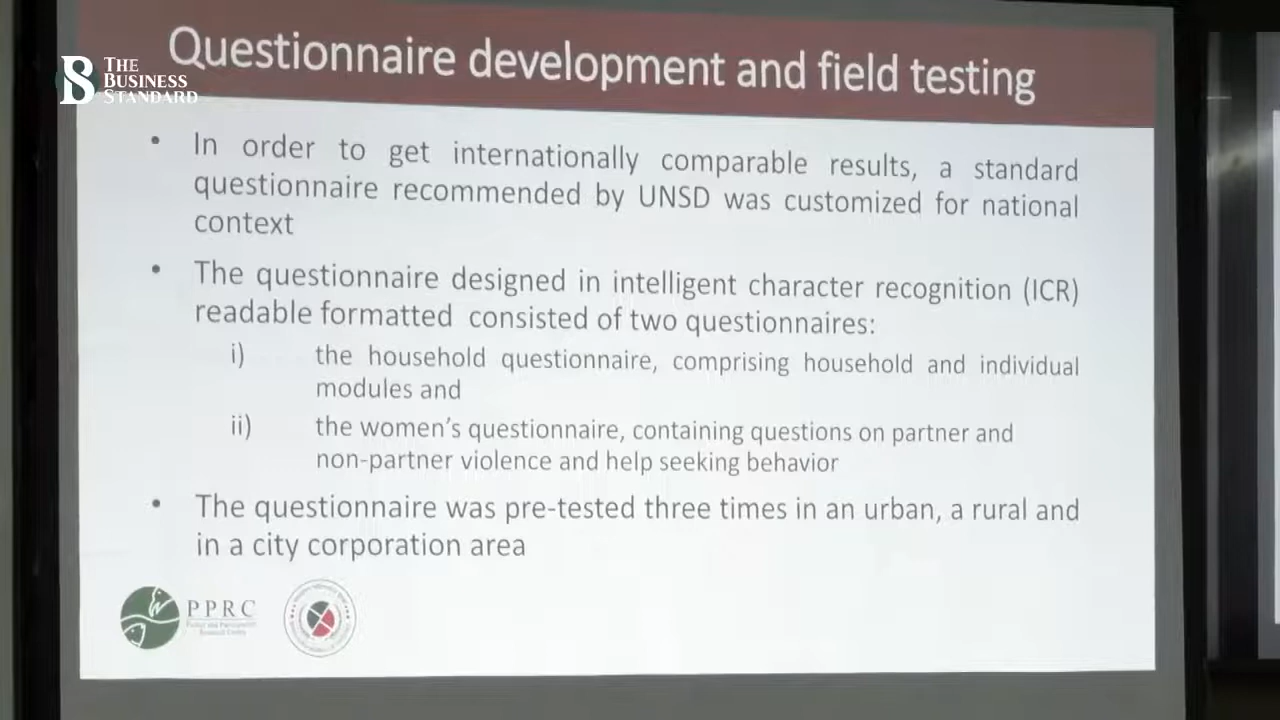 Questionnaire development and field testing
THE
BUSINESS
STANDARD
• In order to get internationally comparable results, a standard
questionnaire recommended by UNSD was customized for national
context
• The questionnaire designed in intelligent character recognition (ICR)
readable formatted consisted of two questionnaires:
i) the household questionnaire, comprising household and individual
modules and
ii) the women's questionnaire, containing questions on partner and
non-partner violence and help seeking behavior
• The questionnaire was pre-tested three times in an urban, a rural and
in a city corporation area
PPRC